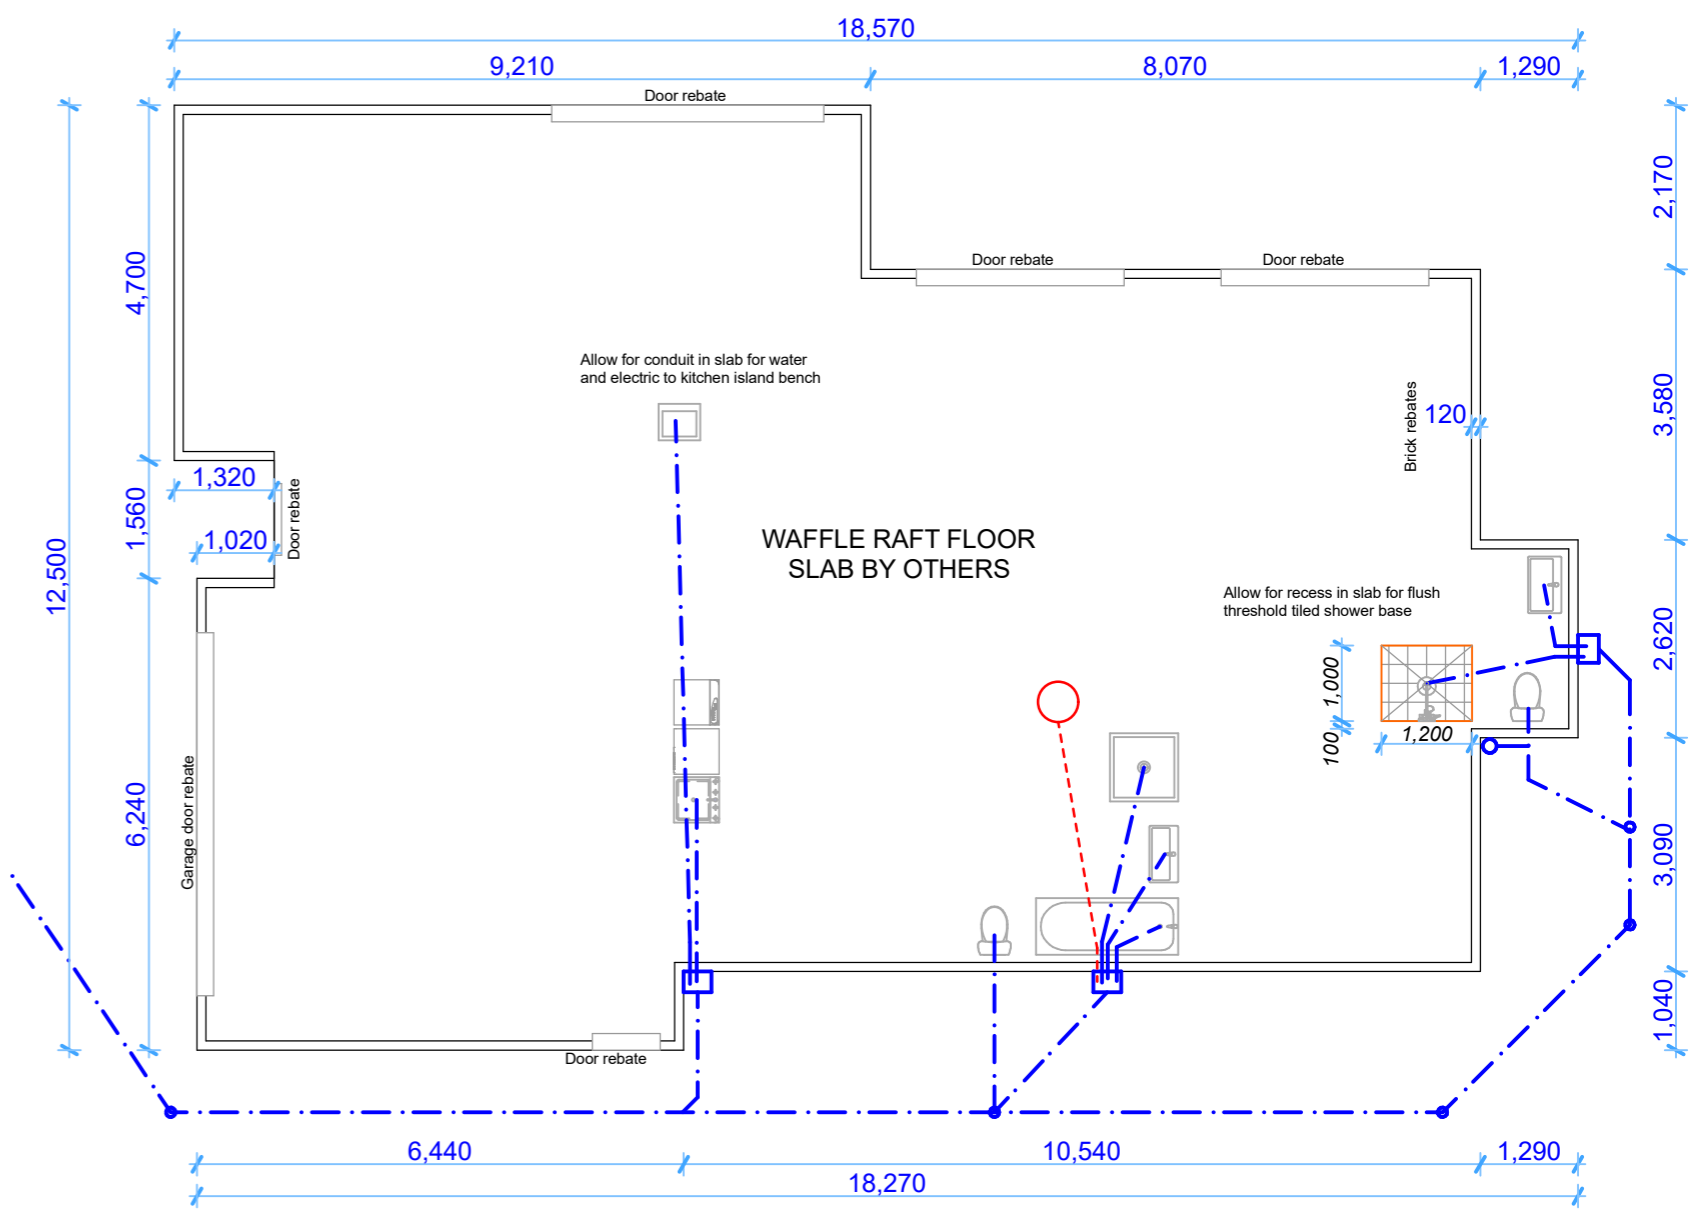 18,570
9,210
8,070
1,290
Door rebate
2,170
4,700
Door rebate
Door rebate
Allow for conduit in slab for water
and electric to kitchen island bench
Brick rebates
120
3,580
1,320
Door rebate
1,560
1,020
12,500
WAFFLE RAFT FLOOR
SLAB BY OTHERS
Allow for recess in slab for flush
threshold tiled shower base
2,620
1,000
1,200
100
Garage door rebate
6,240
3,090
1,040
Door rebate
6,440
10,540
1,290
18,270